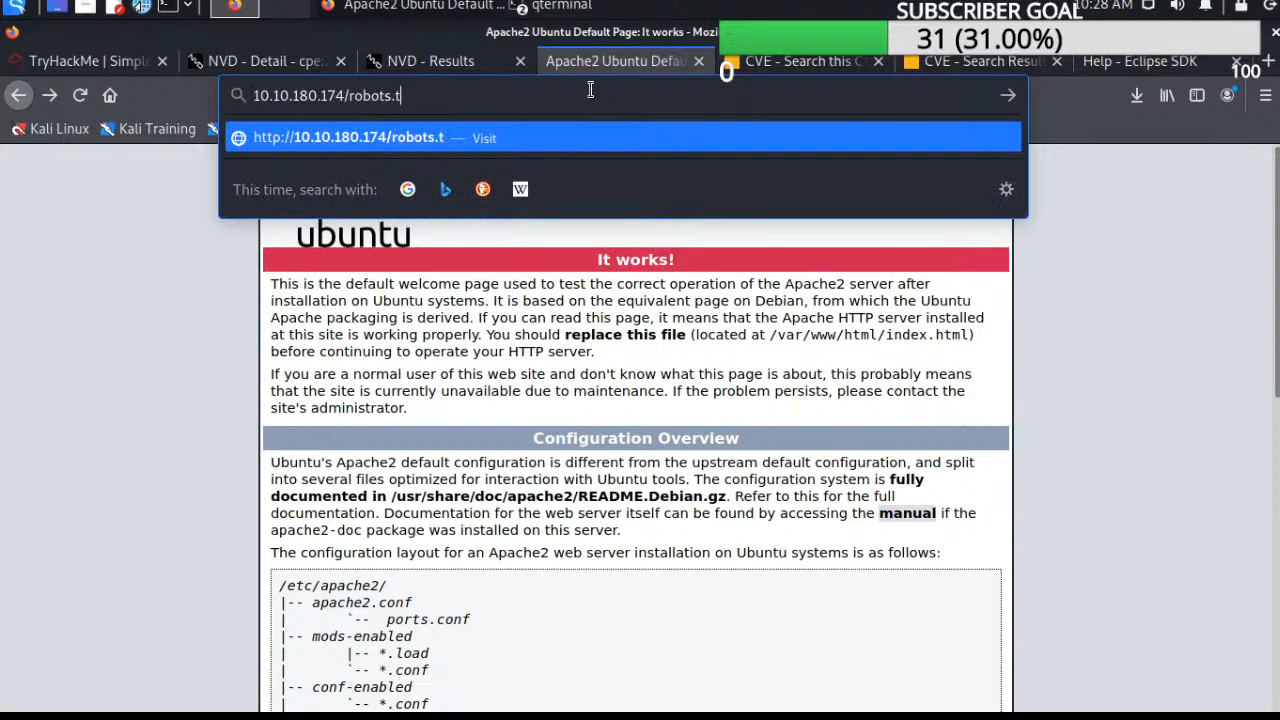 Apache2 Ubuntu Default ...
qterminal
2
10:28 AM
SUBSCRIBER GOAL
31 (31.00%)
0
100
Apache2 Ubuntu Default Page: It works - Mozi
TryHackMe | Simple
NVD - Detail - cpe:2
NVD - Results
Apache2 Ubuntu Defau
CVE - Search this C
CVE - Search Resu
Help - Eclipse SDK
10.10.180.174/robots.t
Kali Linux
Kali Training
http://10.10.180.174/robots.t — Visit
This time, search with:
ubuntu
It works!
This is the default welcome page used to test the correct operation of the Apache2 server after
installation on Ubuntu systems. It is based on the equivalent page on Debian, from which the Ubuntu
Apache packaging is derived. If you can read this page, it means that the Apache HTTP server installed
at this site is working properly. You should replace this file (located at /var/www/html/index.html)
before continuing to operate your HTTP server.
If you are a normal user of this web site and don't know what this page is about, this probably means
that the site is currently unavailable due to maintenance. If the problem persists, please contact the
site's administrator.
Configuration Overview
Ubuntu's Apache2 default configuration is different from the upstream default configuration, and split
into several files optimized for interaction with Ubuntu tools. The configuration system is fully
documented in /usr/share/doc/apache2/README.Debian.gz. Refer to this for the full
documentation. Documentation for the web server itself can be found by accessing the manual if the
apache2-doc package was installed on this server.
The configuration layout for an Apache2 web server installation on Ubuntu systems is as follows:
/etc/apache2/
|-- apache2.conf
|       `--  ports.conf
|-- mods-enabled
|       |-- *.load
|       `-- *.conf
|-- conf-enabled
|       `-- *.conf